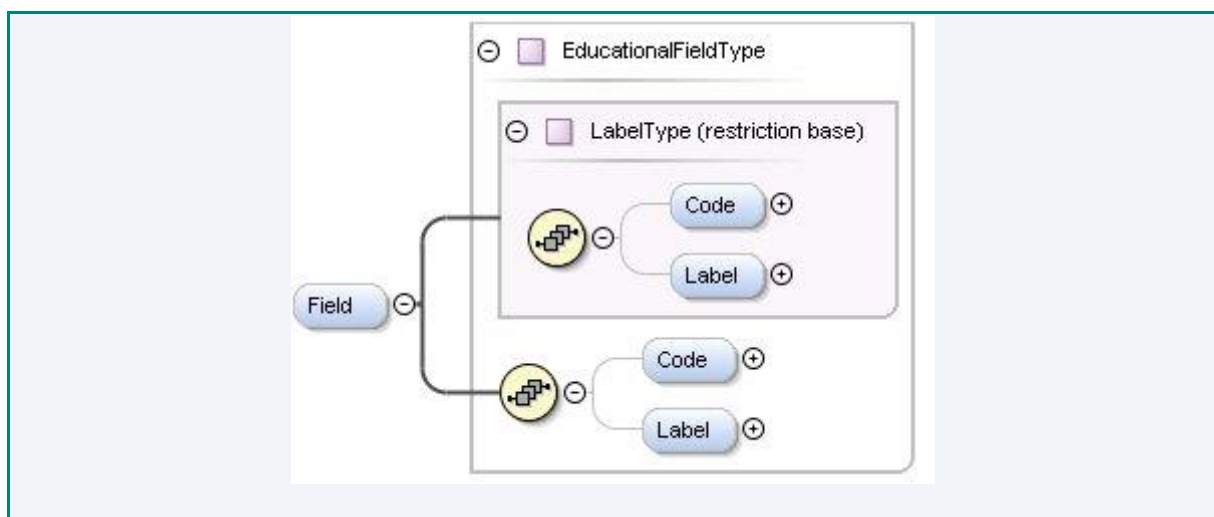 EducationalFieldType
LabelType (restriction base)
Code
Label
Field
Code
Label